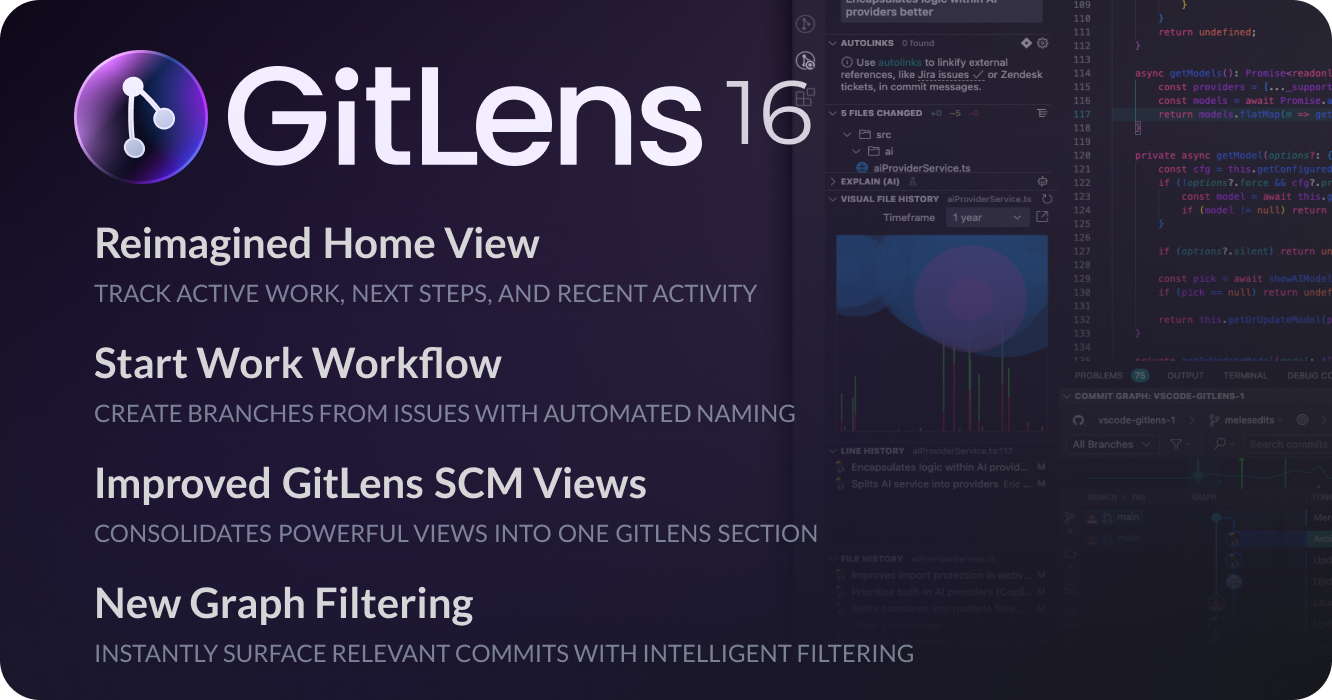 GitLens 16
Reimagined Home View
TRACK ACTIVE WORK, NEXT STEPS, AND RECENT ACTIVITY
Start Work Workflow
CREATE BRANCHES FROM ISSUES WITH AUTOMATED NAMING
Improved GitLens SCM Views
CONSOLIDATES POWERFUL VIEWS INTO ONE GITLENS SECTION
New Graph Filtering
INSTANTLY SURFACE RELEVANT COMMITS WITH INTELLIGENT FILTERING
providers better
AUTOLINKS 0 found
Use autolinks to linkify external
references, like Jira issues or Zendesk
tickets, in commit messages.
5 FILES CHANGED +0 ~5 -0
src
ai
aiProviderService.ts
EXPLAIN (AI)
VISUAL FILE HISTORY aiProviderService.ts
Timeframe 1 year
LINE HISTORY aiProviderService.ts:117
Encapsulates logic within AI provid... M
Splits AI service into providers Eric ... M
FILE HISTORY aiProviderService.ts
Improves import protection in webv... M
Prioritize built-in AI providers (Copil... M
Splits constants into multiple files... M
109 }
110 }
111 return undefined;
112 }
113
114 async getModels(): Promise<readonl
115 const providers = [..._support
116 const models = await Promise.a
117 return models.flatMap(m => get
118 }
119
120 private async getModel(options?: {
121 const cfg = this.getConfigured
122 if (!options?.force && cfg?.pr
123 const model = await this.g
124 if (model != null) return
125 }
126
127 if (options?.silent) return un
128
129 const pick = await showAIModel
130 if (pick == null) return undef
131
132 return this.getOrUpdateModel(p
133 }
134
135 private getOrUpdateModel(model: AI
PROBLEMS 75 OUTPUT TERMINAL DEBUG CO
COMMIT GRAPH: VSCODE-GITLENS-1
vscode-gitlens-1 melesedits
All Branches Search commits
BRANCH / TAG GRAPH COMM
main Mer
main Avoi
Upd